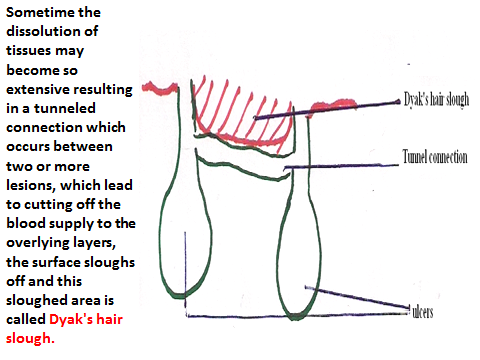 Sometime the
dissolution of
tissues may
become so
extensive resulting
in a tunneled
connection which
occurs between
two or more
lesions, which lead
to cutting off the
blood supply to the
overlying layers,
the surface sloughs
off and this
sloughed area is
called Dyak's hair
slough.
Dyak's hair slough
Tunnel connection
ulcers